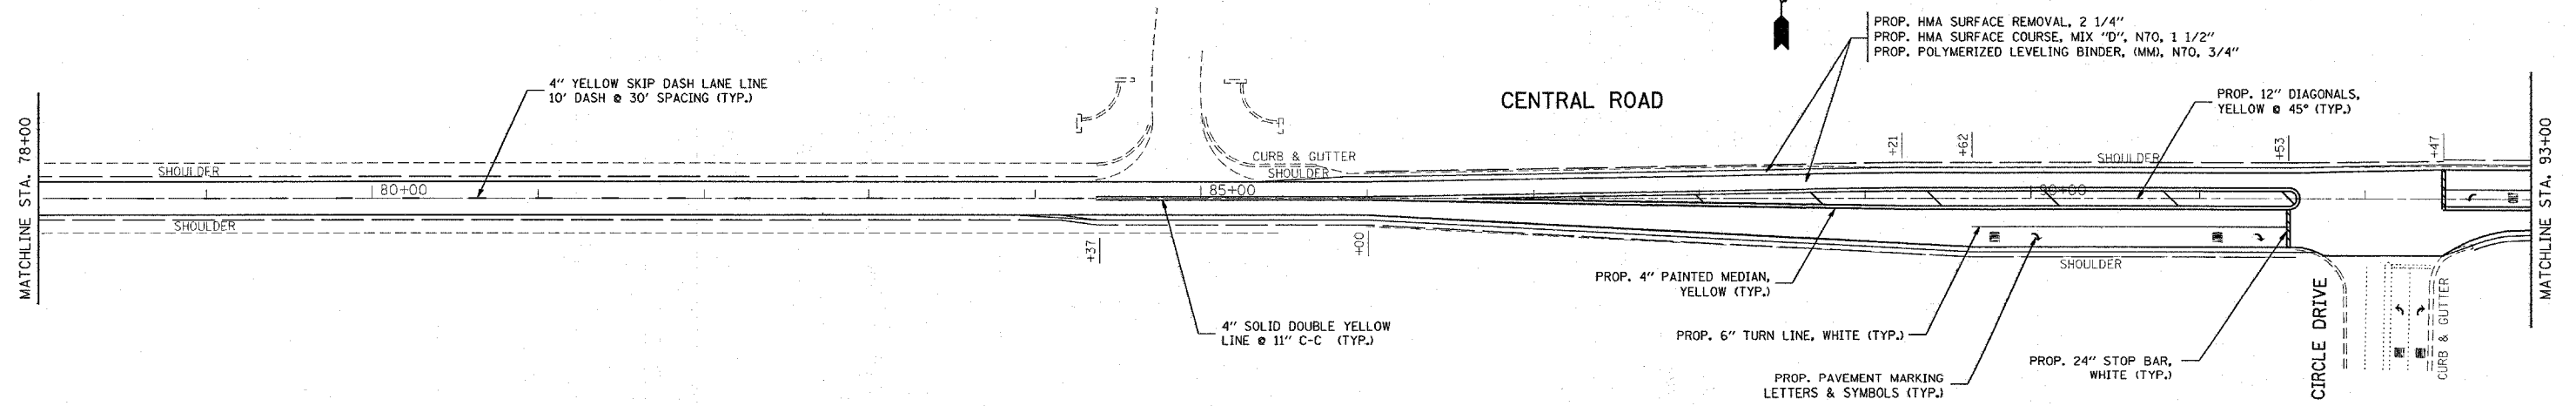 PROP. HMA SURFACE REMOVAL, 2 1/4"
PROP. HMA SURFACE COURSE, MIX "D", N70, 1 1/2"
PROP. POLYMERIZED LEVELING BINDER, (MM), N70, 3/4"
4" YELLOW SKIP DASH LANE LINE
10' DASH @ 30' SPACING (TYP.)
CENTRAL ROAD
PROP. 12" DIAGONALS,
YELLOW @ 45° (TYP.)
MATCHLINE STA. 78+00
MATCHLINE STA. 93+00
+21
+62
+53
+47
CURB & GUTTER
SHOULDER
SHOULDER
SHOULDER
80+00
85+00
90+00
SHOULDER
+37
+00
SHOULDER
PROP. 4" PAINTED MEDIAN,
YELLOW (TYP.)
4" SOLID DOUBLE YELLOW
LINE @ 11" C-C (TYP.)
PROP. 6" TURN LINE, WHITE (TYP.)
PROP. 24" STOP BAR,
WHITE (TYP.)
PROP. PAVEMENT MARKING
LETTERS & SYMBOLS (TYP.)
CIRCLE DRIVE
CURB & GUTTER